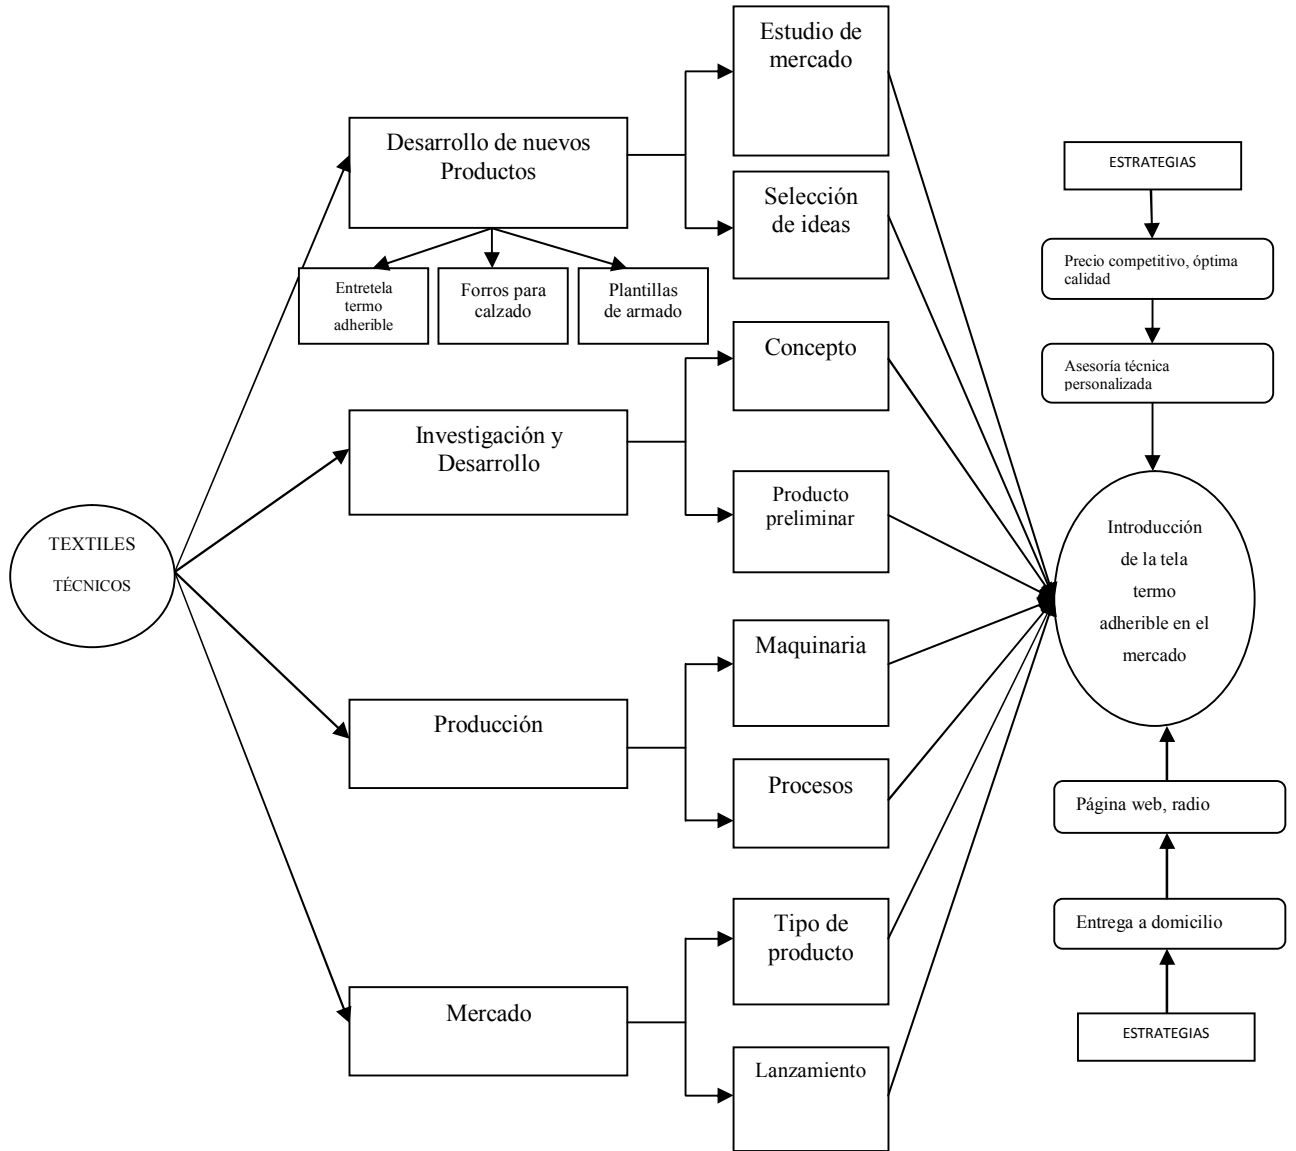 Estudio de
mercado
Desarrollo de nuevos
Productos
Selección
de ideas
Entretela
termo
adherible
Forros para
calzado
Plantillas
de armado
Concepto
Investigación y
Desarrollo
Producto
preliminar
TEXTILES
TÉCNICOS
Maquinaria
Producción
Procesos
Tipo de
producto
Mercado
Lanzamiento
ESTRATEGIAS
Precio competitivo, óptima
calidad
Asesoría técnica
personalizada
Introducción
de la tela
termo
adherible en el
mercado
Página web, radio
Entrega a domicilio
ESTRATEGIAS